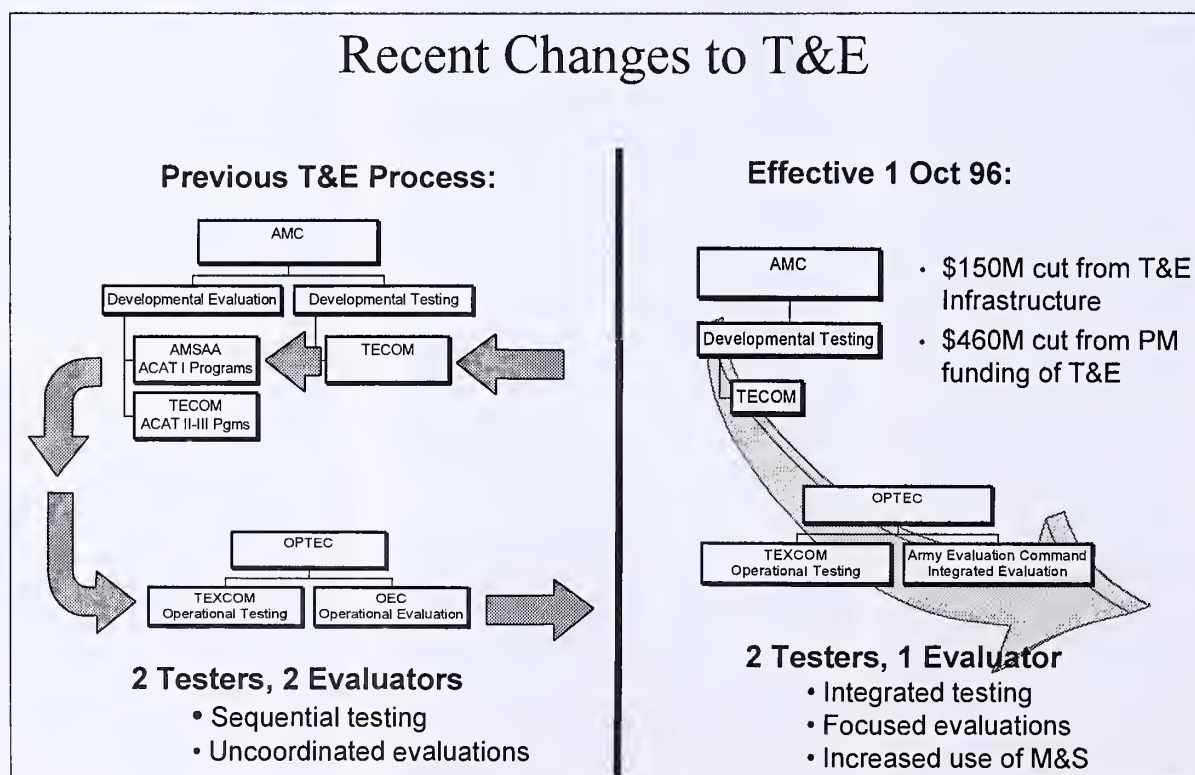 Recent Changes to T&E
Previous T&E Process:
AMC
Developmental Evaluation
Developmental Testing
AMSAA
ACAT I Programs
TECOM
TECOM
ACAT II-III Pgms
OPTEC
TEXCOM
Operational Testing
OEC
Operational Evaluation
2 Testers, 2 Evaluators
• Sequential testing
• Uncoordinated evaluations
Effective 1 Oct 96:
AMC
Developmental Testing
TECOM
• $150M cut from T&E
Infrastructure
• $460M cut from PM
funding of T&E
OPTEC
TEXCOM
Operational Testing
Army Evaluation Command
Integrated Evaluation
2 Testers, 1 Evaluator
• Integrated testing
• Focused evaluations
• Increased use of M&S